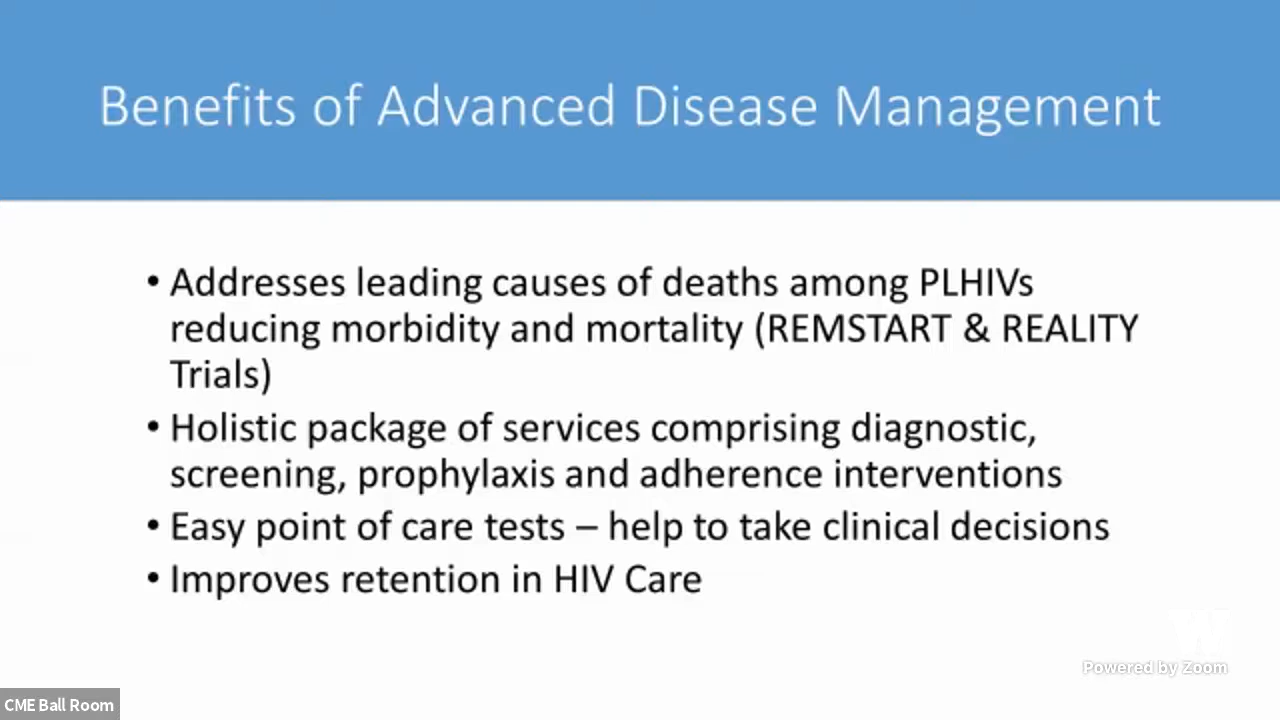 Benefits of Advanced Disease Management
• Addresses leading causes of deaths among PLHIVs
reducing morbidity and mortality (REMSTART & REALITY
Trials)
• Holistic package of services comprising diagnostic,
screening, prophylaxis and adherence interventions
• Easy point of care tests – help to take clinical decisions
• Improves retention in HIV Care
Powered by Zoom
CME Ball Room